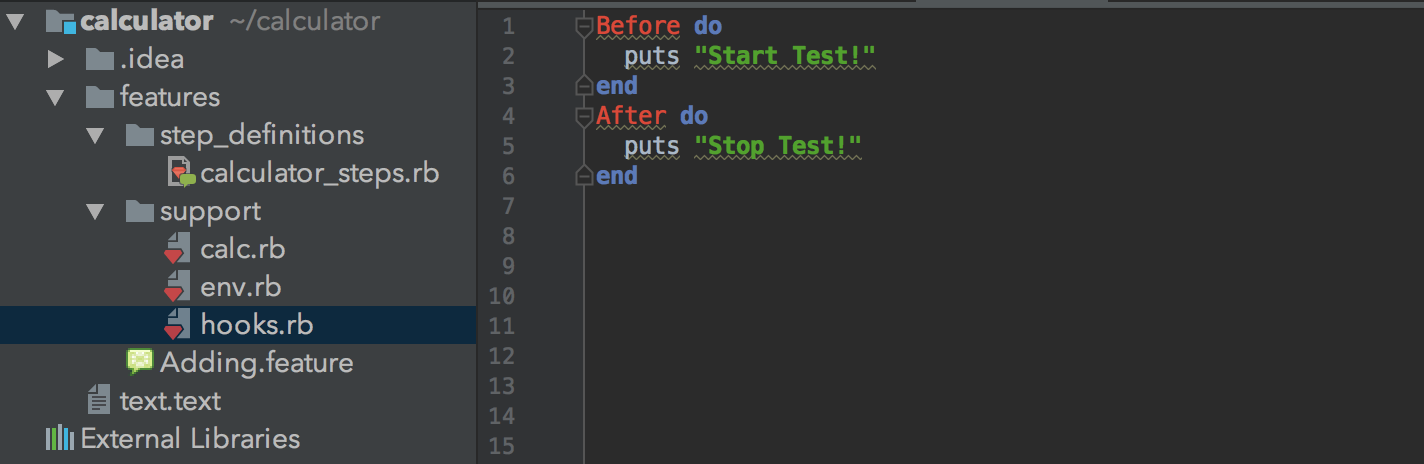 calculator ~/calculator
.idea
features
step_definitions
calculator_steps.rb
support
calc.rb
env.rb
hooks.rb
Adding.feature
text.text
External Libraries
1 Before do
2 puts "Start Test!"
3 end
4 After do
5 puts "Stop Test!"
6 end
7
8
9
10
11
12
13
14
15